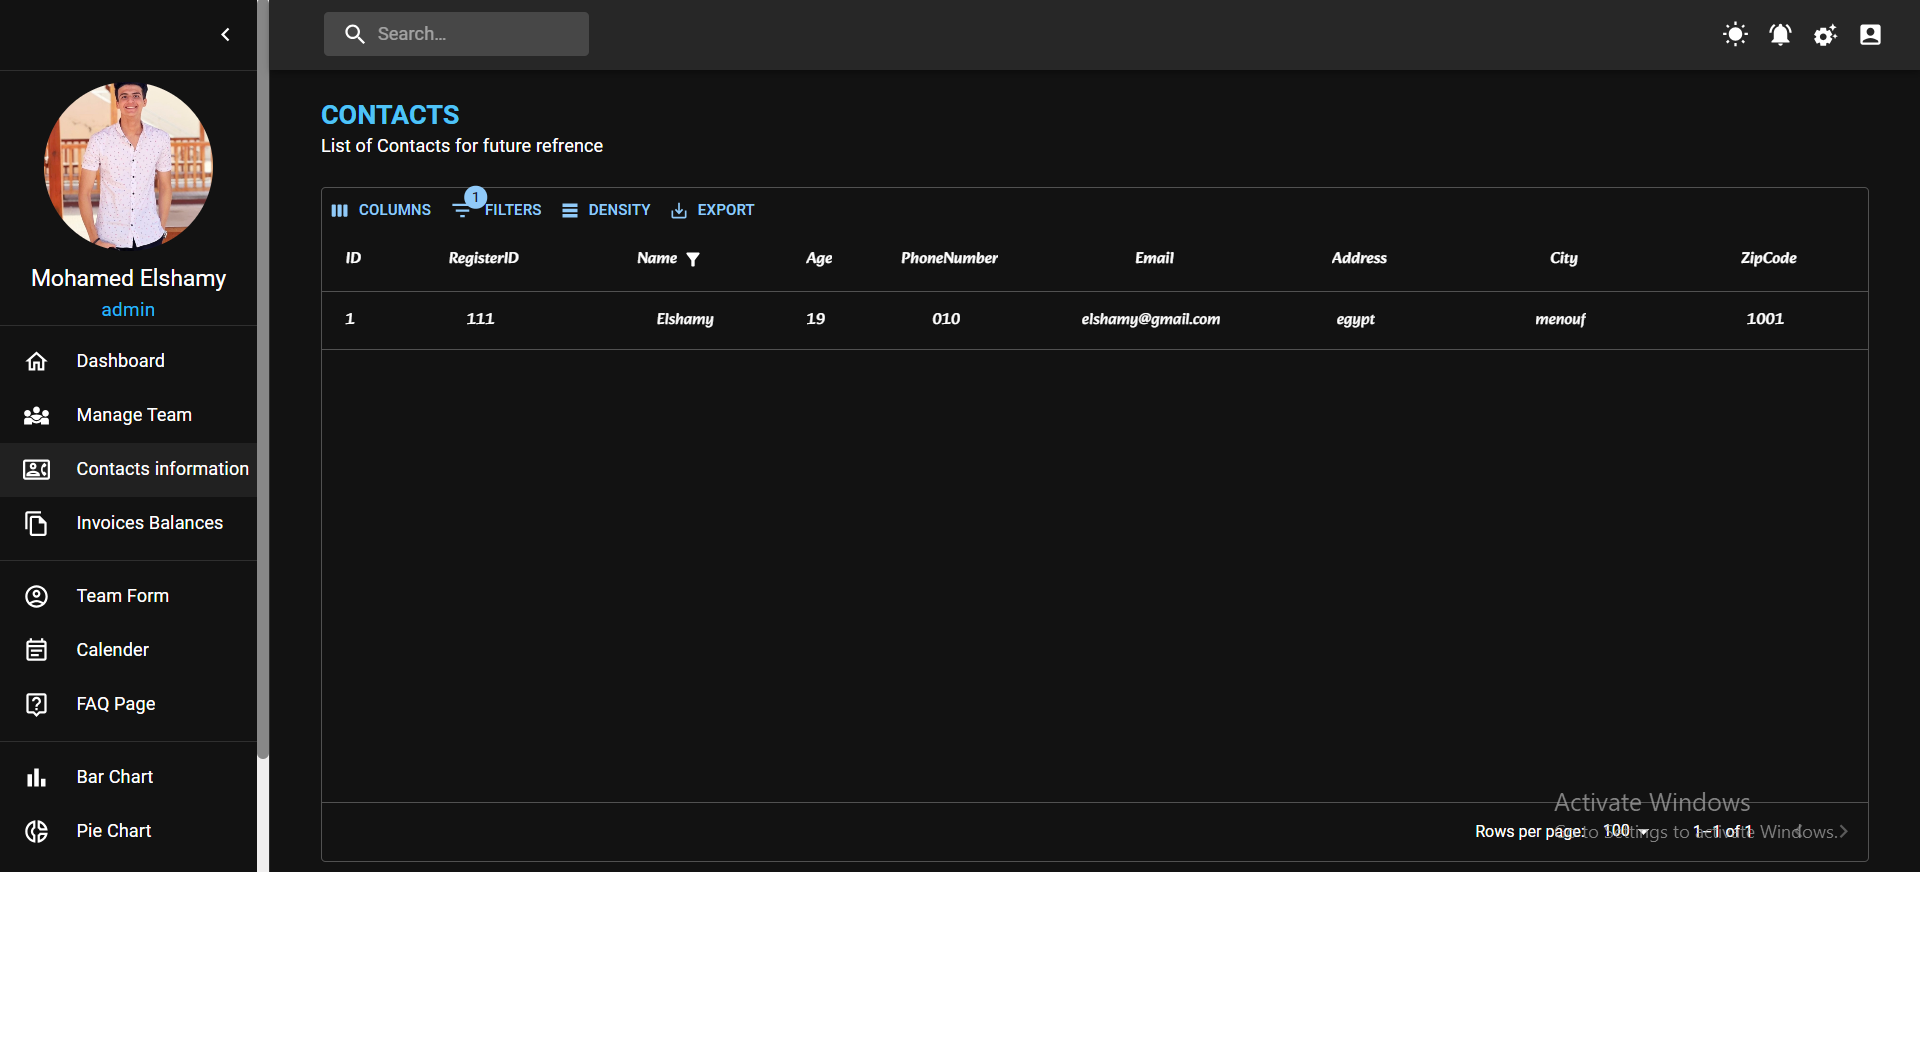 Search...
Mohamed Elshamy
admin
Dashboard
Manage Team
Contacts information
Invoices Balances
Team Form
Calender
FAQ Page
Bar Chart
Pie Chart
CONTACTS
List of Contacts for future refrence
COLUMNS 1 FILTERS DENSITY EXPORT
ID RegisterID Name Age PhoneNumber Email Address City ZipCode
1 111 Elshamy 19 010 elshamy@gmail.com egypt menouf 1001
Activate Windows
Go to Settings to activate Windows.
Rows per page: 100 1–1 of 1